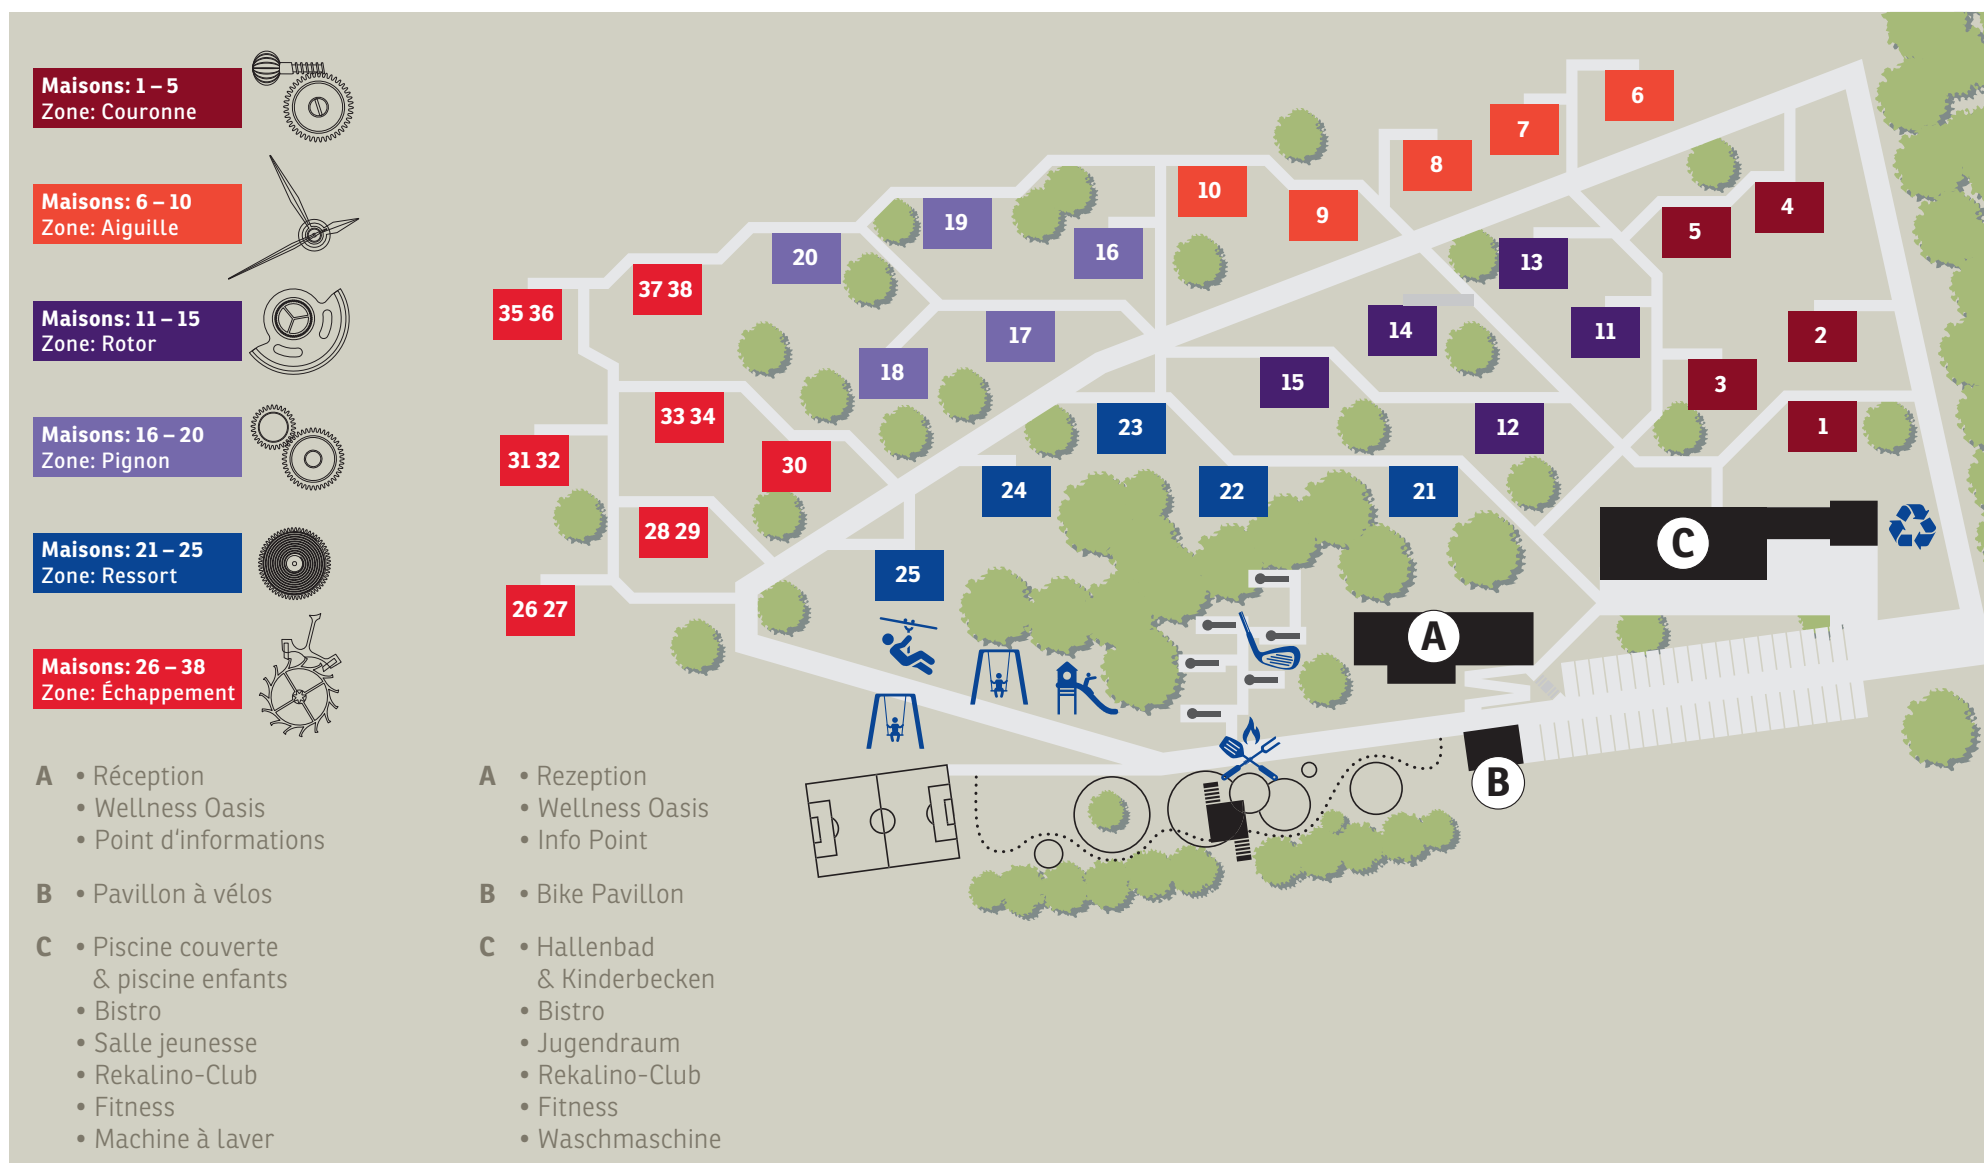 Maisons: 1 – 5
Zone: Couronne
Maisons: 6 – 10
Zone: Aiguille
Maisons: 11 – 15
Zone: Rotor
Maisons: 16 – 20
Zone: Pignon
Maisons: 21 – 25
Zone: Ressort
Maisons: 26 – 38
Zone: Échappement
6
7
8
10
9
4
5
19
16
20
13
37 38
35 36
17
14
11
2
18
15
3
33 34
23
12
1
31 32
30
24
22
21
28 29
C
25
26 27
A
B
A • Réception
• Wellness Oasis
• Point d'informations
B • Pavillon à vélos
C • Piscine couverte
& piscine enfants
• Bistro
• Salle jeunesse
• Rekalino-Club
• Fitness
• Machine à laver
A • Rezeption
• Wellness Oasis
• Info Point
B • Bike Pavillon
C • Hallenbad
& Kinderbecken
• Bistro
• Jugendraum
• Rekalino-Club
• Fitness
• Waschmaschine